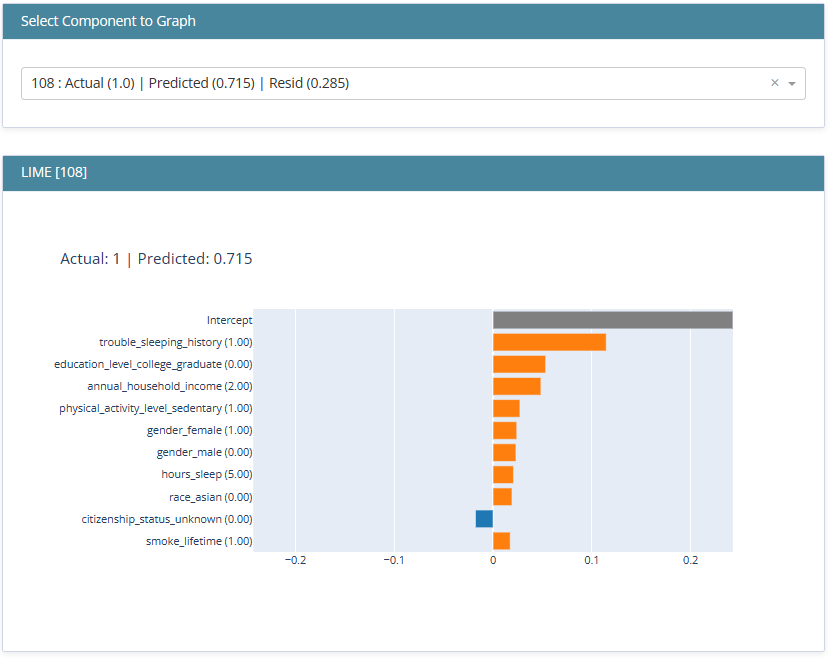 Select Component to Graph
108 : Actual (1.0) | Predicted (0.715) | Resid (0.285)
LIME [108]
Actual: 1 | Predicted: 0.715
Intercept
trouble_sleeping_history (1.00)
education_level_college_graduate (0.00)
annual_household_income (2.00)
physical_activity_level_sedentary (1.00)
gender_female (1.00)
gender_male (0.00)
hours_sleep (5.00)
race_asian (0.00)
citizenship_status_unknown (0.00)
smoke_lifetime (1.00)
−0.2 −0.1 0 0.1 0.2